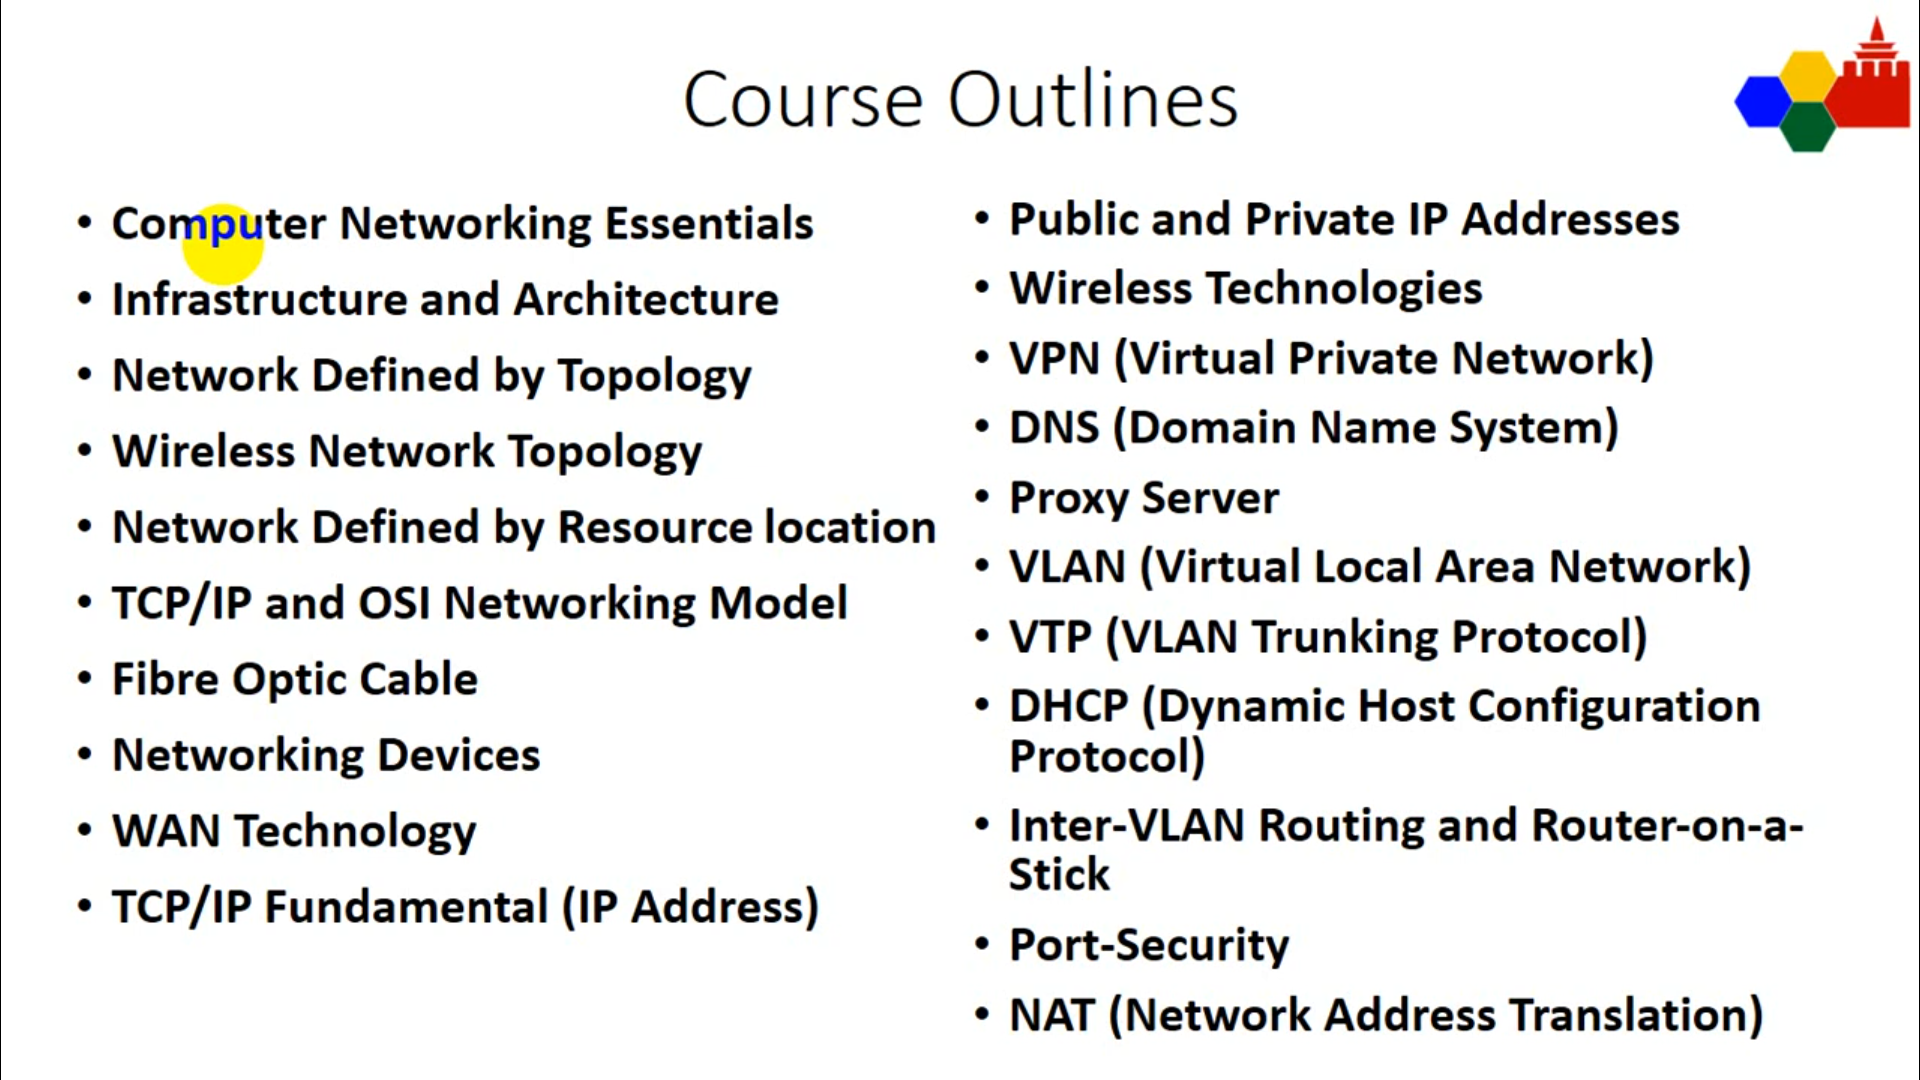 Course Outlines
• Computer Networking Essentials
• Infrastructure and Architecture
• Network Defined by Topology
• Wireless Network Topology
• Network Defined by Resource location
• TCP/IP and OSI Networking Model
• Fibre Optic Cable
• Networking Devices
• WAN Technology
• TCP/IP Fundamental (IP Address)
• Public and Private IP Addresses
• Wireless Technologies
• VPN (Virtual Private Network)
• DNS (Domain Name System)
• Proxy Server
• VLAN (Virtual Local Area Network)
• VTP (VLAN Trunking Protocol)
• DHCP (Dynamic Host Configuration
Protocol)
• Inter-VLAN Routing and Router-on-a-
Stick
• Port-Security
• NAT (Network Address Translation)